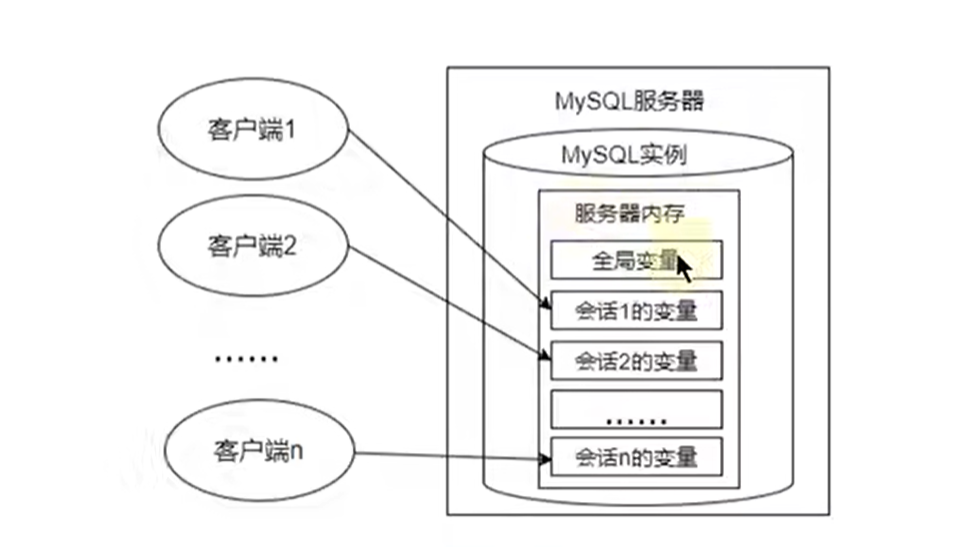 MySQL服务器
客户端1
MySQL实例
服务器内存
客户端2
全局变量
会话1的变量
......
会话2的变量
......
客户端n
会话n的变量